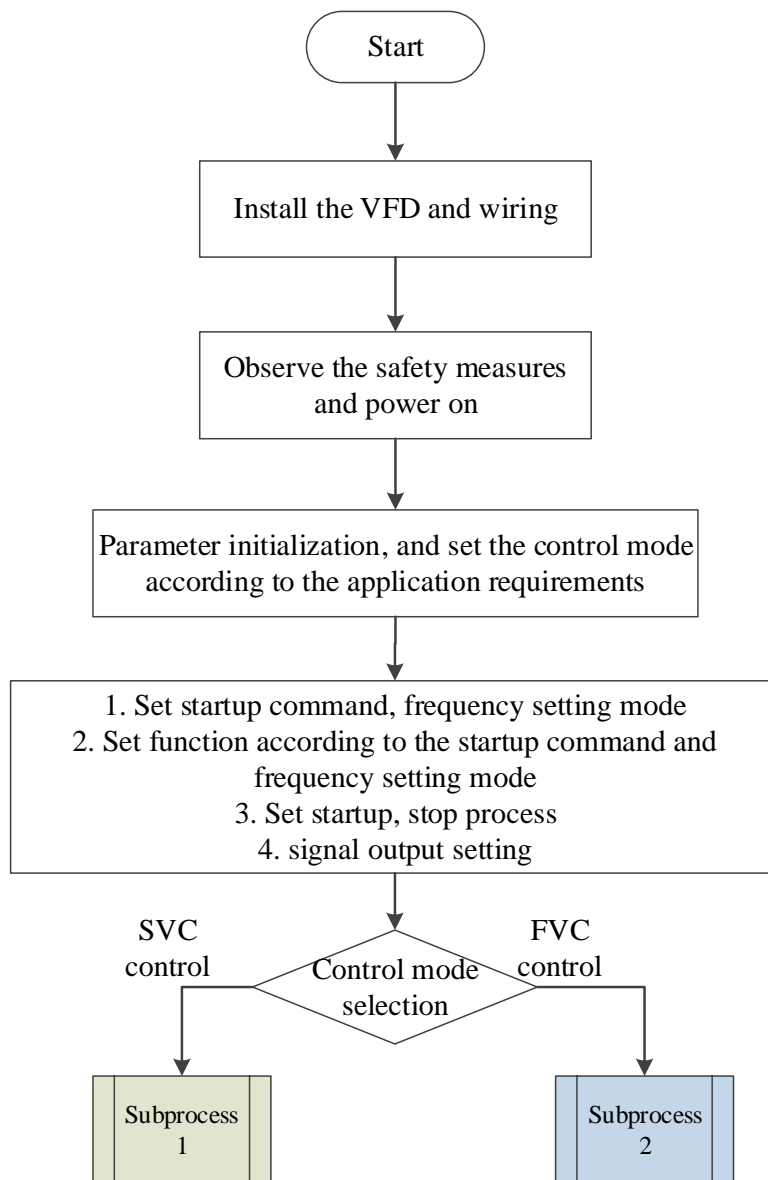 Start
Install the VFD and wiring
Observe the safety measures
and power on
Parameter initialization, and set the control mode
according to the application requirements
1. Set startup command, frequency setting mode
2. Set function according to the startup command and
frequency setting mode
3. Set startup, stop process
4. signal output setting
SVC
control
FVC
control
Control mode
selection
Subprocess
1
Subprocess
2